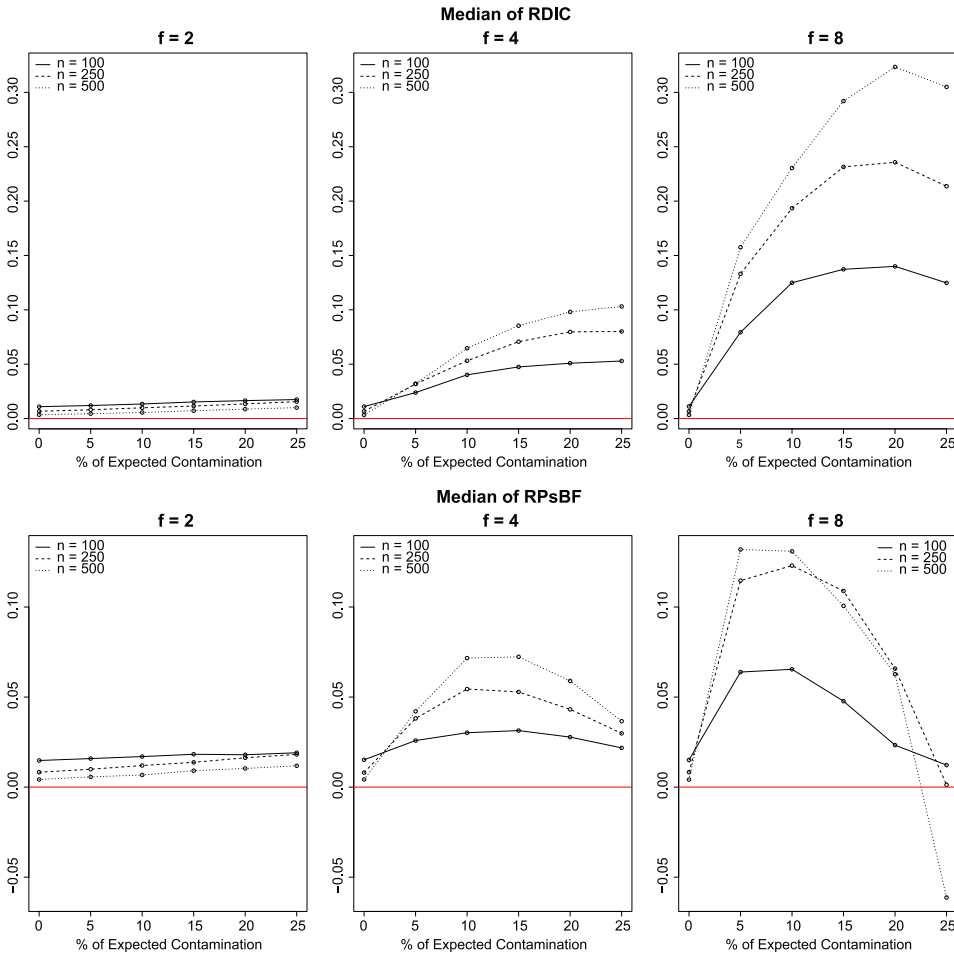 Median of RDIC
f = 2
n = 100
n = 250
n = 500
0.30
0.25
0.20
0.15
0.10
0.05
0.00
0 5 10 15 20 25
% of Expected Contamination
f = 4
n = 100
n = 250
n = 500
0.30
0.25
0.20
0.15
0.10
0.05
0.00
0 5 10 15 20 25
% of Expected Contamination
f = 8
n = 100
n = 250
n = 500
0.30
0.25
0.20
0.15
0.10
0.05
0.00
0 5 10 15 20 25
% of Expected Contamination
Median of RPsBF
f = 2
n = 100
n = 250
n = 500
0.10
0.05
0.00
−0.05
0 5 10 15 20 25
% of Expected Contamination
f = 4
n = 100
n = 250
n = 500
0.10
0.05
0.00
−0.05
0 5 10 15 20 25
% of Expected Contamination
f = 8
n = 100
n = 250
n = 500
0.10
0.05
0.00
−0.05
0 5 10 15 20 25
% of Expected Contamination